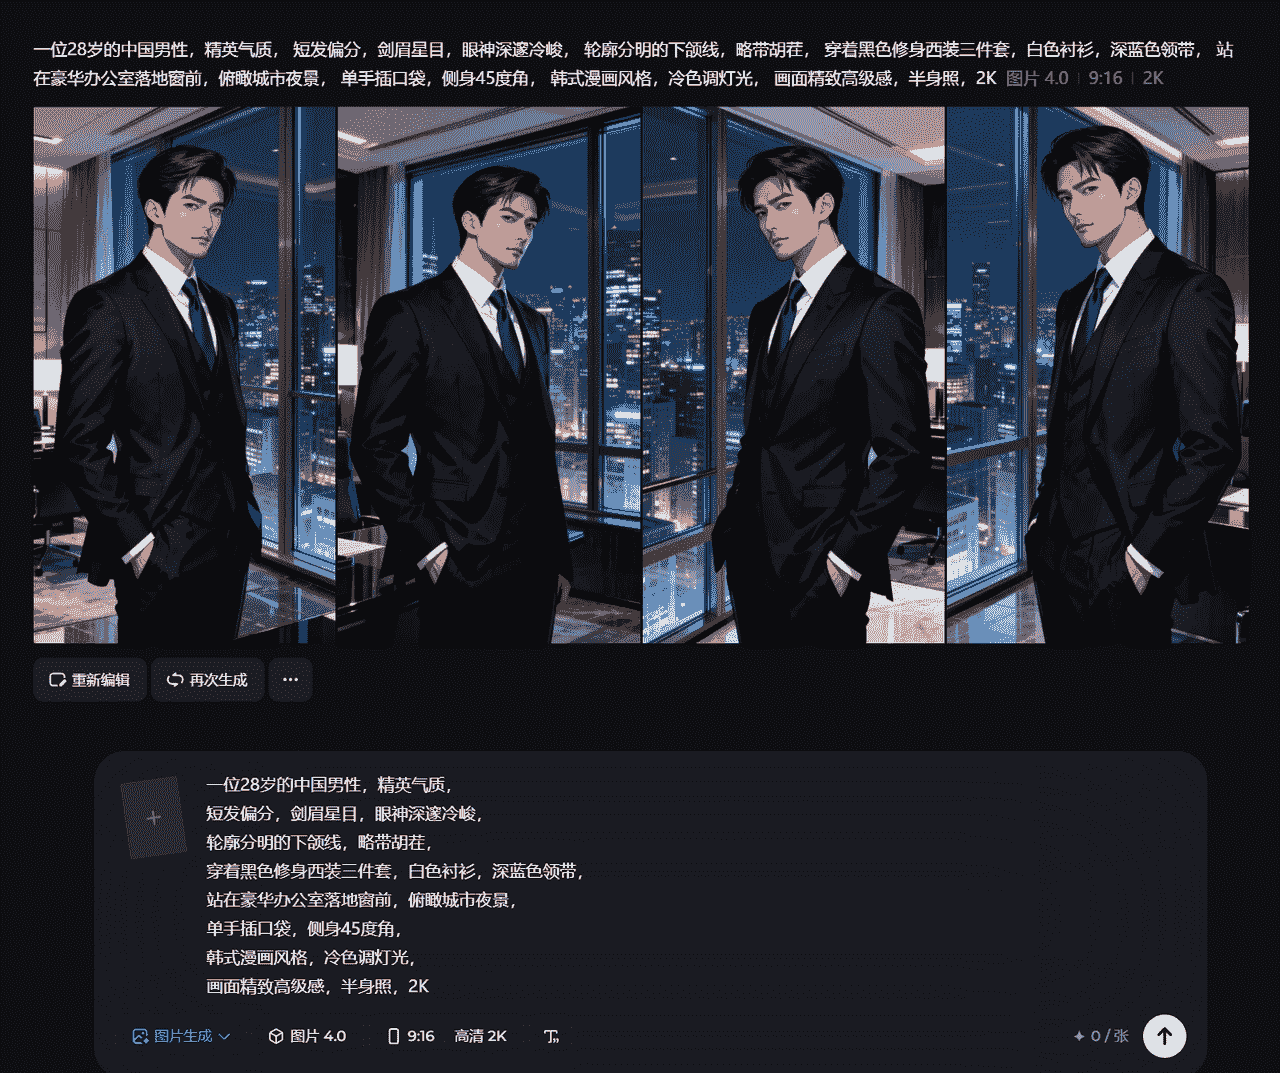 一位28岁的中国男性，精英气质， 短发偏分，剑眉星目，眼神深邃冷峻， 轮廓分明的下颌线，略带胡茬， 穿着黑色修身西装三件套，白色衬衫，深蓝色领带， 站
在豪华办公室落地窗前，俯瞰城市夜景， 单手插口袋，侧身45度角， 韩式漫画风格，冷色调灯光， 画面精致高级感，半身照，2K 图片 4.0 | 9:16 | 2K
重新编辑 再次生成 ···
一位28岁的中国男性，精英气质，
短发偏分，剑眉星目，眼神深邃冷峻，
轮廓分明的下颌线，略带胡茬，
穿着黑色修身西装三件套，白色衬衫，深蓝色领带，
站在豪华办公室落地窗前，俯瞰城市夜景，
单手插口袋，侧身45度角，
韩式漫画风格，冷色调灯光，
画面精致高级感，半身照，2K
图片生成 图片 4.0 9:16 高清 2K 0 / 张